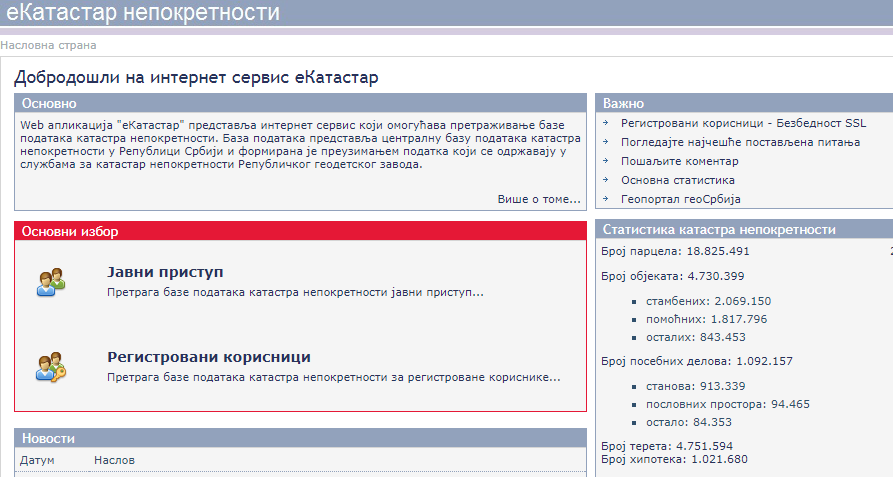 еКатастар непокретности
Насловна страна
Добродошли на интернет сервис еКатастар
Основно
Web апликација "еКатастар" представља интернет сервис који омогућава претраживање базе
података катастра непокретности. База података представља централну базу података катастра
непокретности у Републици Србији и формирана је преузимањем податка који се одржавају у
службама за катастар непокретности Републичког геодетског завода.
Више о томе...
Основни избор
Јавни приступ
Претрага базе података катастра непокретности јавни приступ...
Регистровани корисници
Претрага базе података катастра непокретности за регистроване кориснике...
Новости
Датум Наслов
Важно
Регистровани корисници - Безбедност SSL
Погледајте најчешће постављена питања
Пошаљите коментар
Основна статистика
Геопортал геоСрбија
Статистика катастра непокретности
Број парцела: 18.825.491
Број објеката: 4.730.399
стамбених: 2.069.150
помоћних: 1.817.796
осталих: 843.453
Број посебних делова: 1.092.157
станова: 913.339
пословних простора: 94.465
остало: 84.353
Број терета: 4.751.594
Број хипотека: 1.021.680